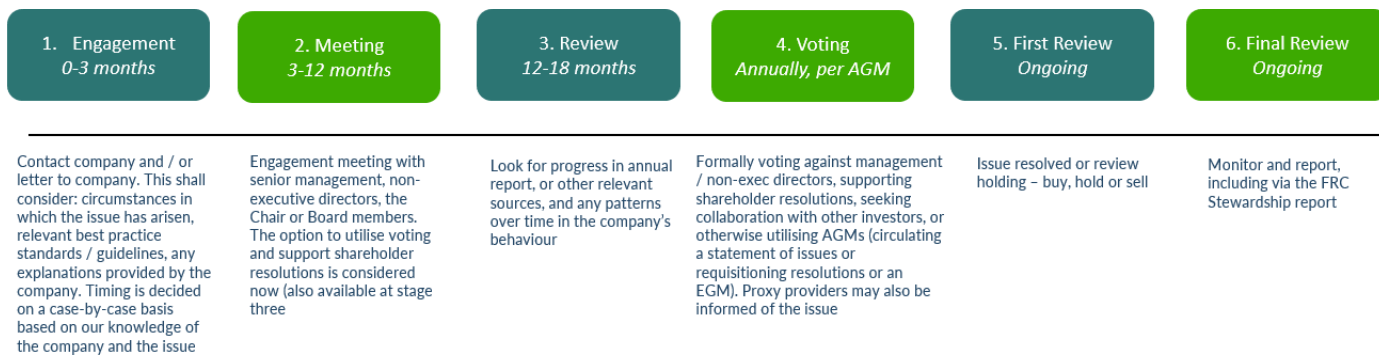 1. Engagement
0-3 months
2. Meeting
3-12 months
3. Review
12-18 months
4. Voting
Annually, per AGM
5. First Review
Ongoing
6. Final Review
Ongoing
Contact company and / or
letter to company. This shall
consider: circumstances
in which the issue has arisen,
relevant best practice
standards / guidelines, any
explanations provided by the
company. Timing is decided
on a case-by-case basis
based on our knowledge of
the company and the issue
Engagement meeting with
senior management, non-
executive directors, the
Chair or Board members.
The option to utilise voting
and support shareholder
resolutions is considered
now (also available at stage
three
Look for progress in annual
report, or other relevant
sources, and any patterns
over time in the company's
behaviour
Formally voting against management
/ non-exec directors, supporting
shareholder resolutions, seeking
collaboration with other investors, or
otherwise utilising AGMs (circulating
a statement of issues or
requisitioning resolutions or an
EGM). Proxy providers may also be
informed of the issue
Issue resolved or review
holding – buy, hold or sell
Monitor and report,
including via the FRC
Stewardship report